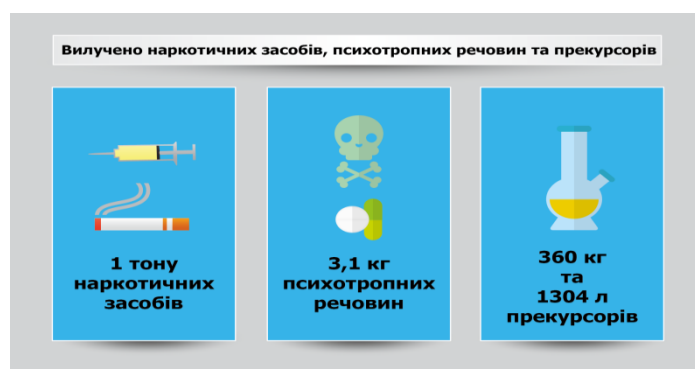 Вилучено наркотичних засобів, психотропних речовин та прекурсорів
1 тону
наркотичних
засобів
3,1 кг
психотропних
речовин
360 кг
та
1304 л
прекурсорів